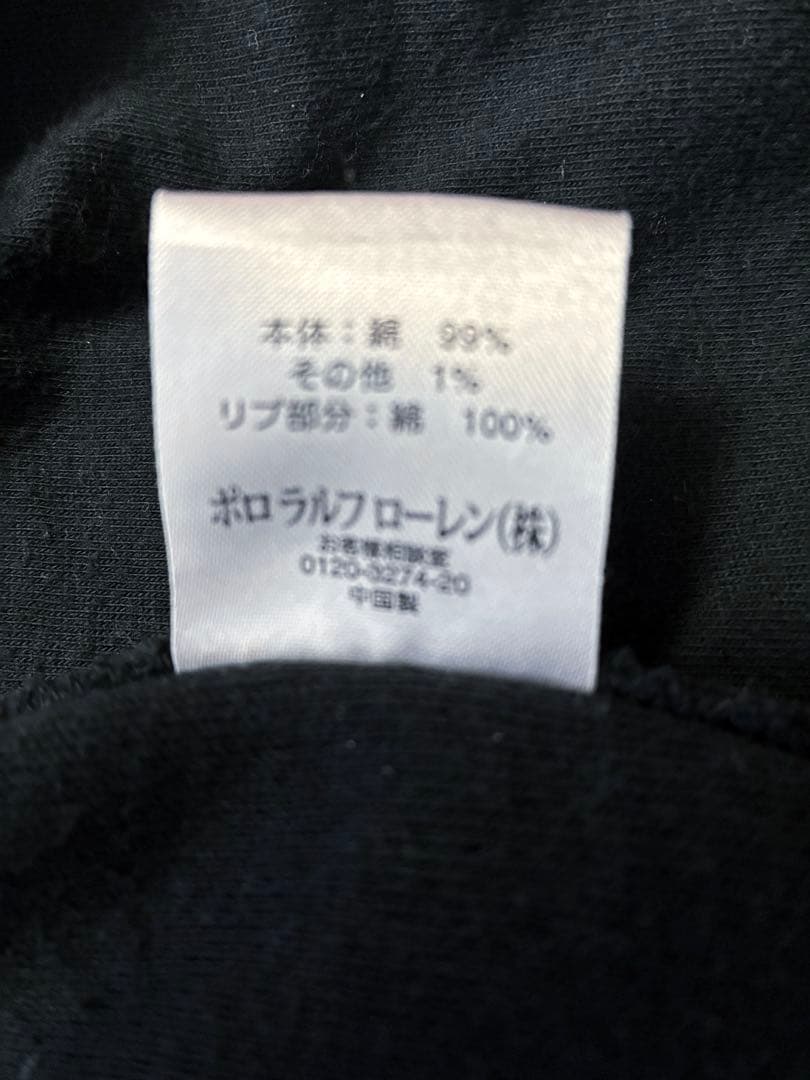 本体：綿　99%
その他　1%
リブ部分：綿　100%
ポロ ラルフ ローレン(株)
お客様相談室
0120-3274-20
中国製